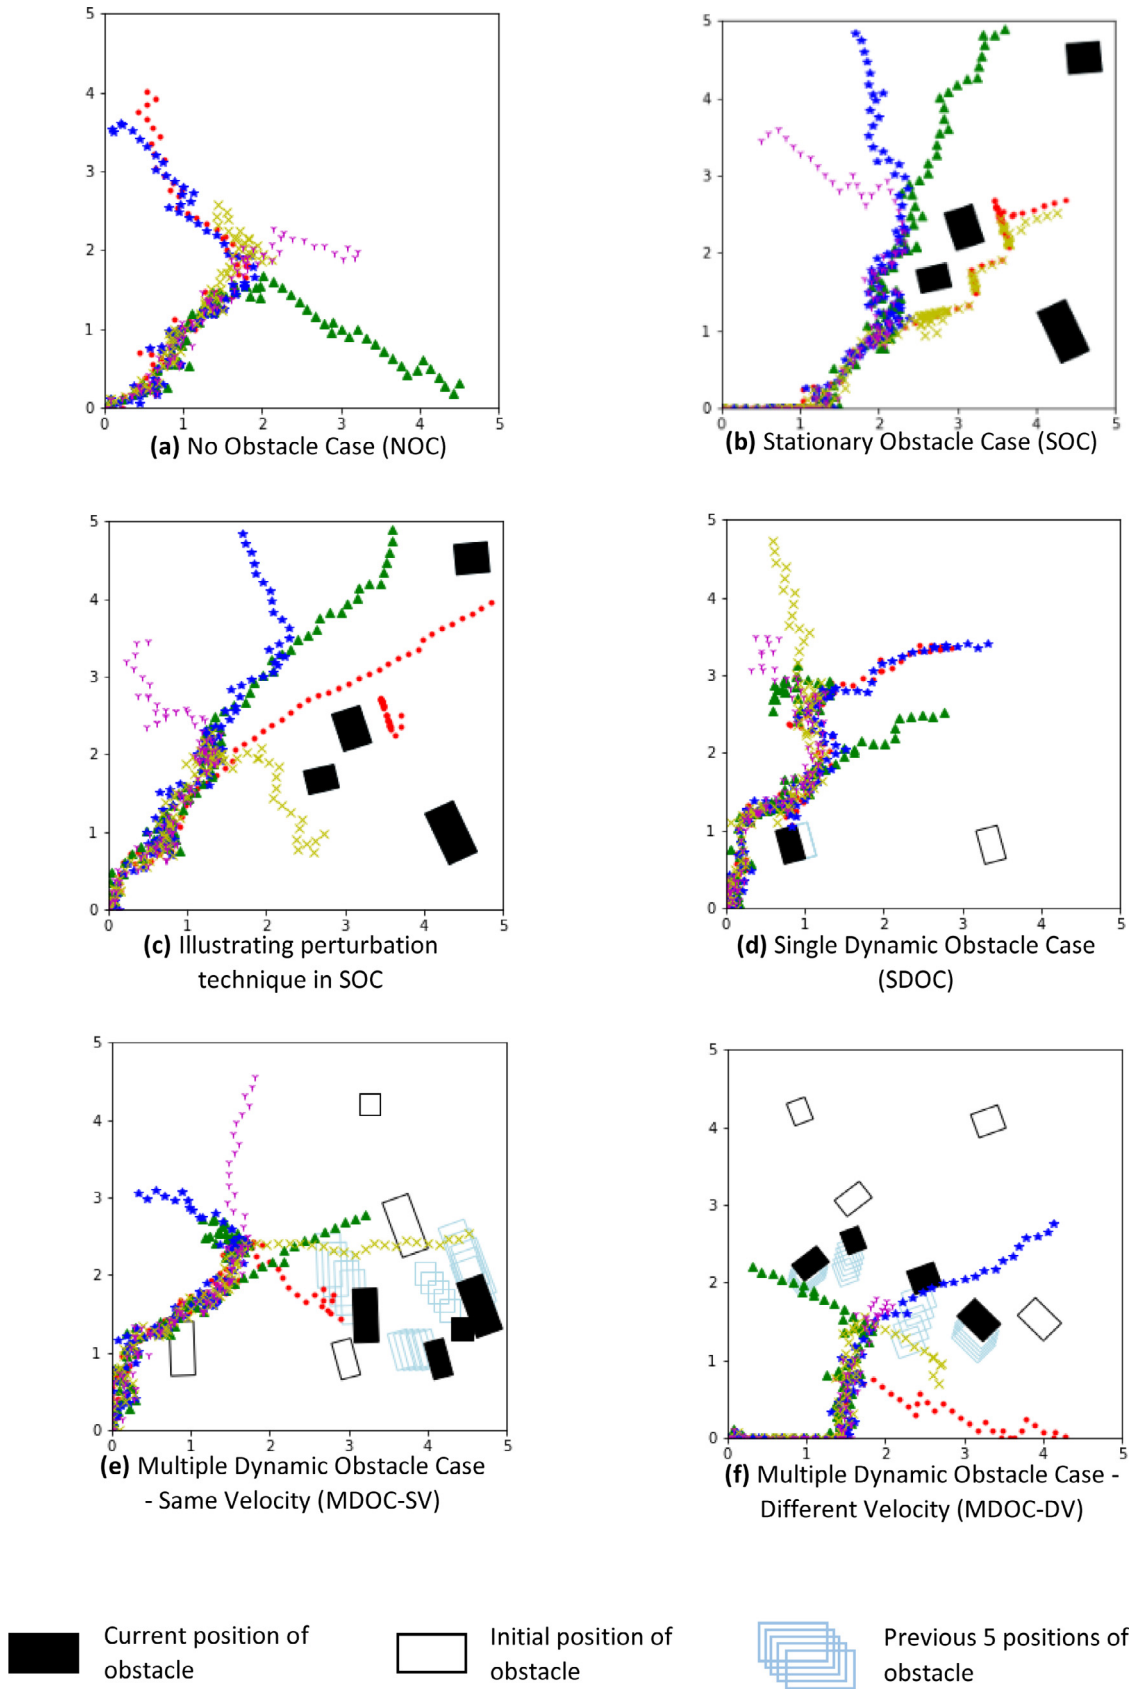 5
4
3
2
1
0
0 1 2 3 4 5
(a) No Obstacle Case (NOC)
5
4
3
2
1
0
0 1 2 3 4 5
(b) Stationary Obstacle Case (SOC)
5
4
3
2
1
0
0 1 2 3 4 5
(c) Illustrating perturbation
technique in SOC
5
4
3
2
1
0
0 1 2 3 4 5
(d) Single Dynamic Obstacle Case
(SDOC)
5
4
3
2
1
0
0 1 2 3 4 5
(e) Multiple Dynamic Obstacle Case
- Same Velocity (MDOC-SV)
5
4
3
2
1
0
0 1 2 3 4 5
(f) Multiple Dynamic Obstacle Case -
Different Velocity (MDOC-DV)
Current position of
obstacle
Initial position of
obstacle
Previous 5 positions of
obstacle